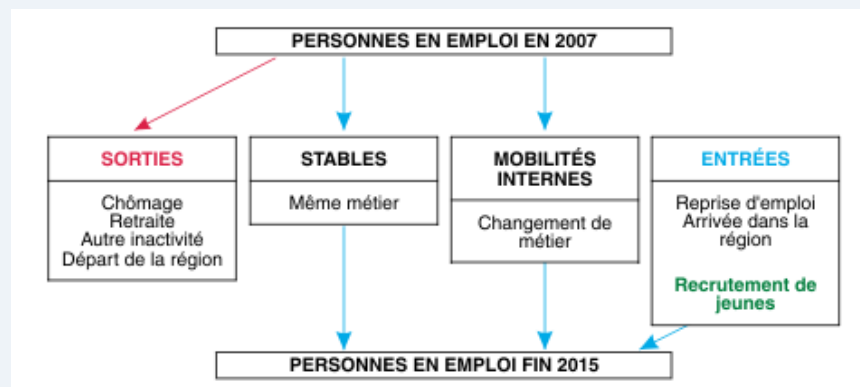 PERSONNES EN EMPLOI EN 2007
SORTIES
Chômage
Retraite
Autre inactivité
Départ de la région
STABLES
Même métier
MOBILITÉS
INTERNES
Changement de
métier
ENTRÉES
Reprise d'emploi
Arrivée dans la
région
Recrutement de
jeunes
PERSONNES EN EMPLOI FIN 2015